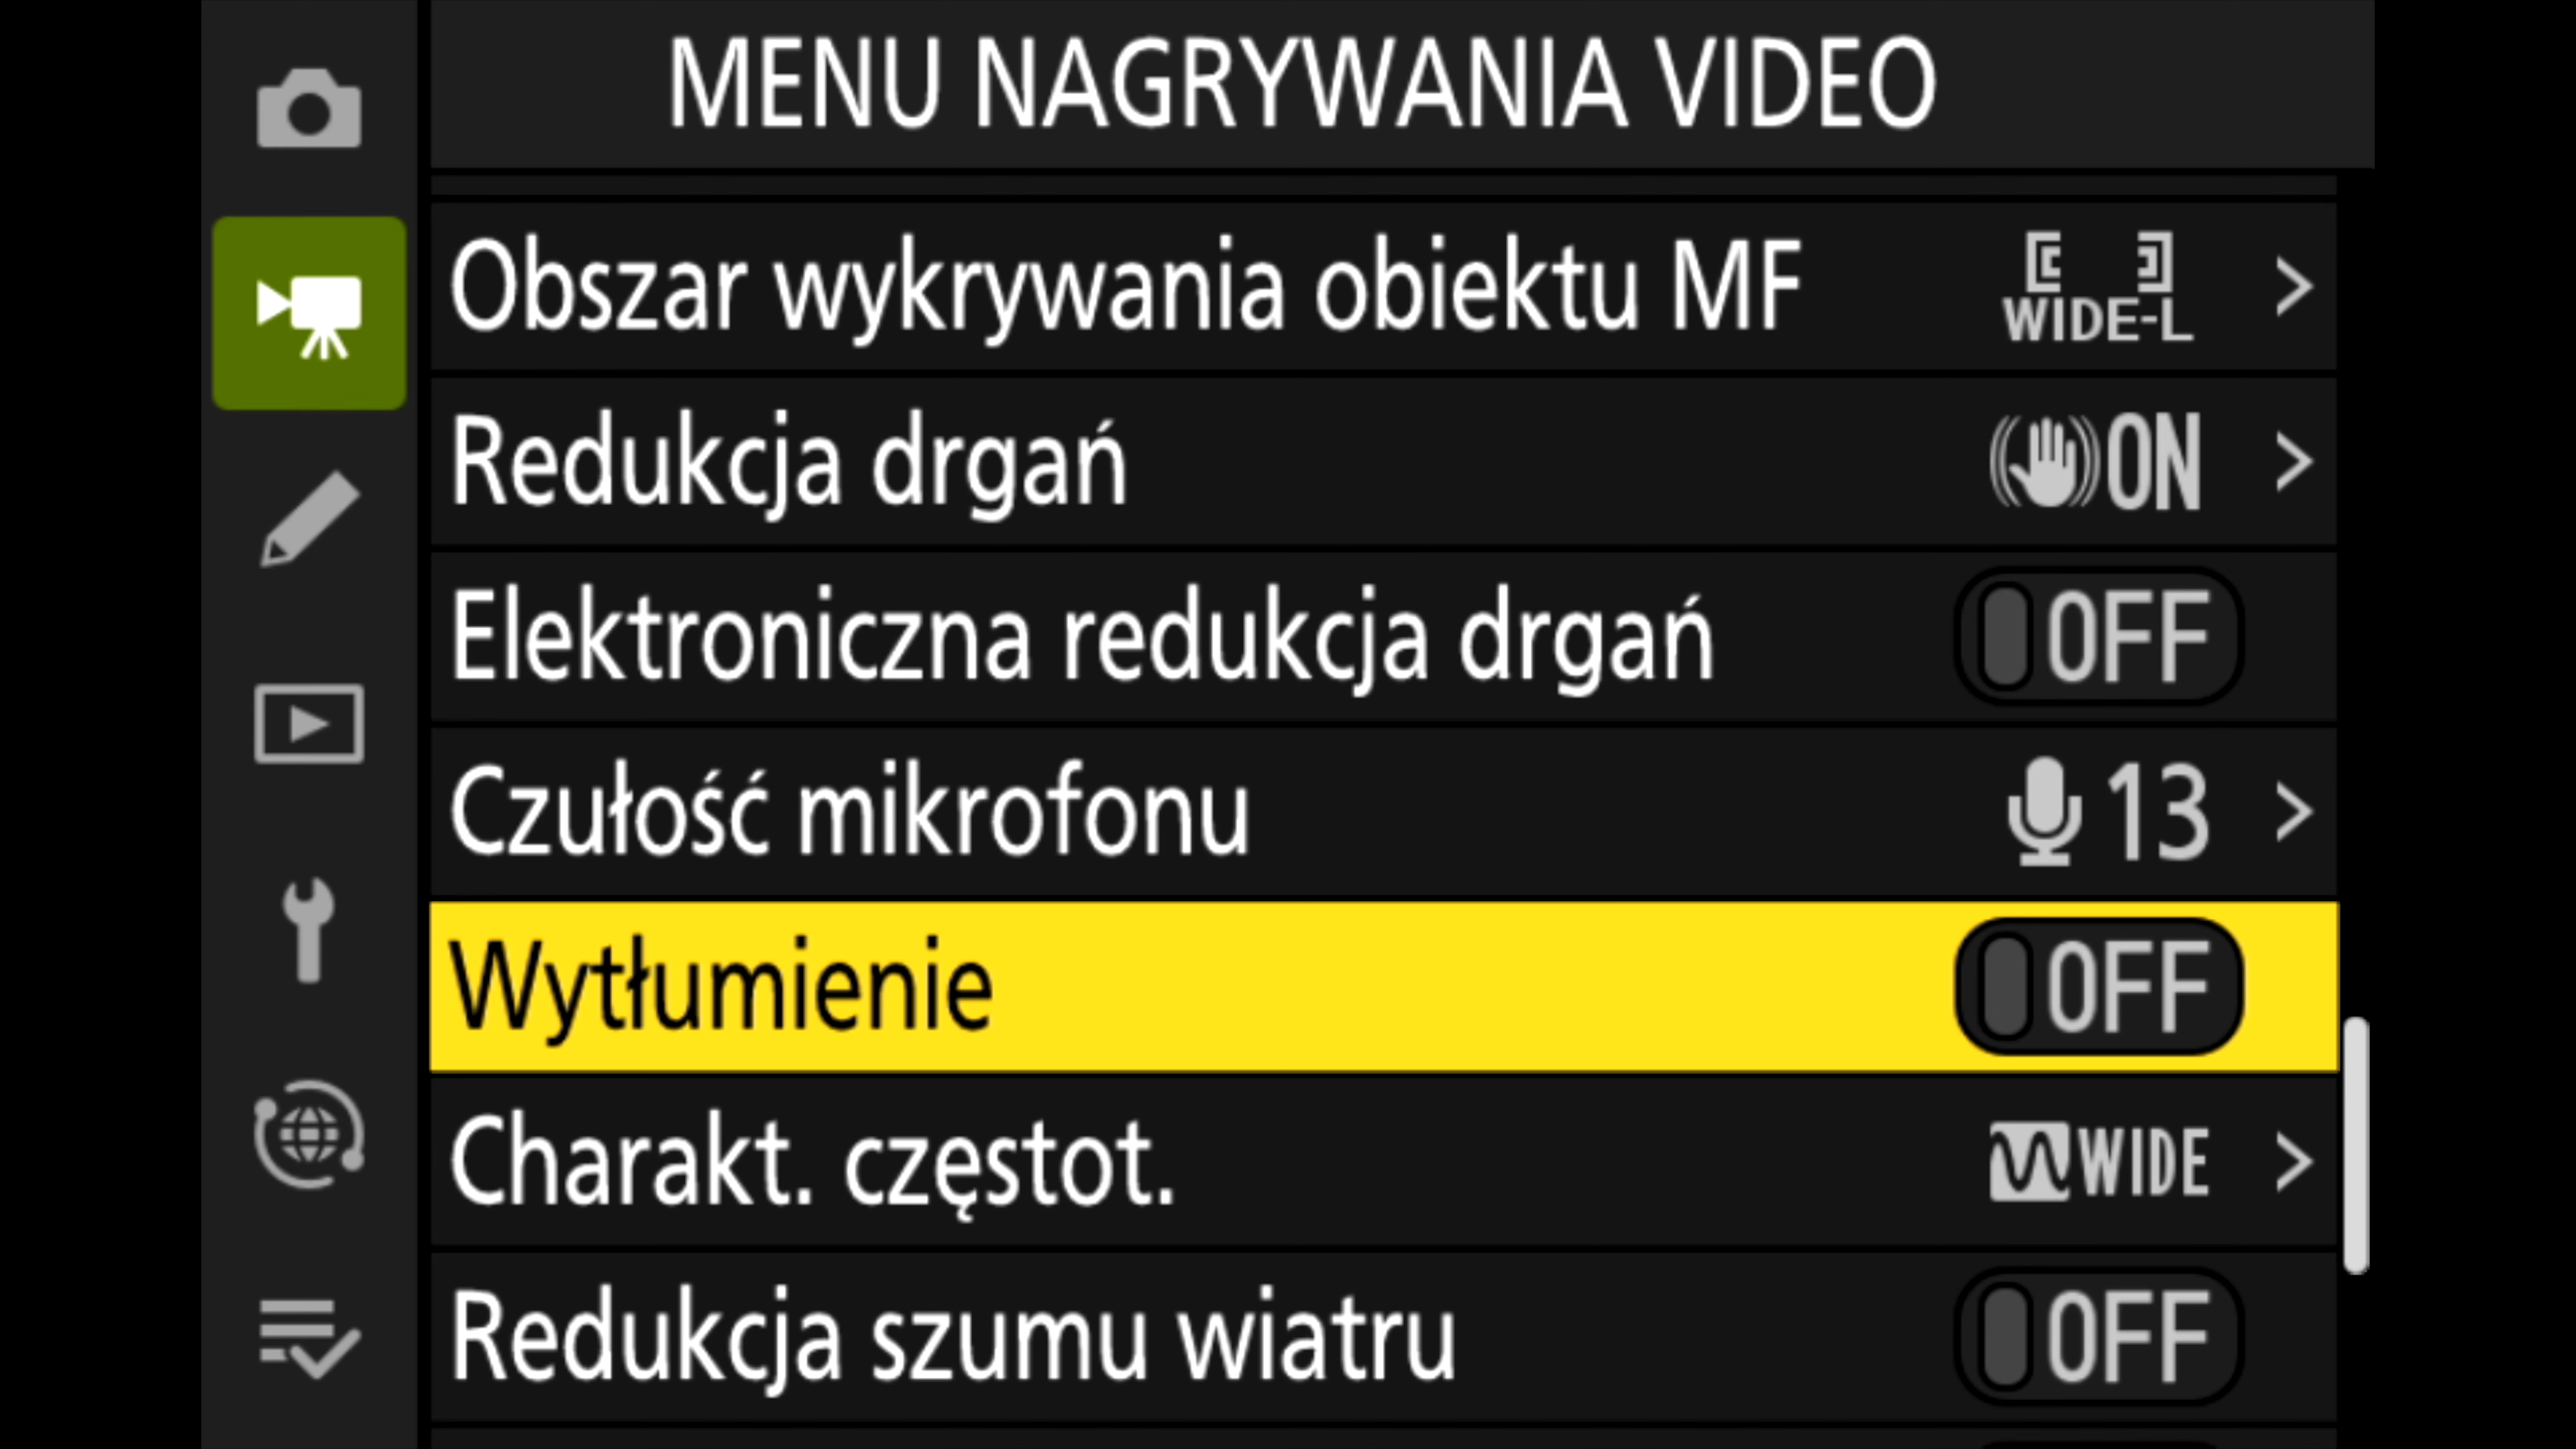 MENU NAGRYWANIA VIDEO
Obszar wykrywania obiektu MF WIDE-L
Redukcja drgań ON
Elektroniczna redukcja drgań OFF
Czułość mikrofonu 13
Wytłumienie OFF
Charakt. częstot. WIDE
Redukcja szumu wiatru OFF